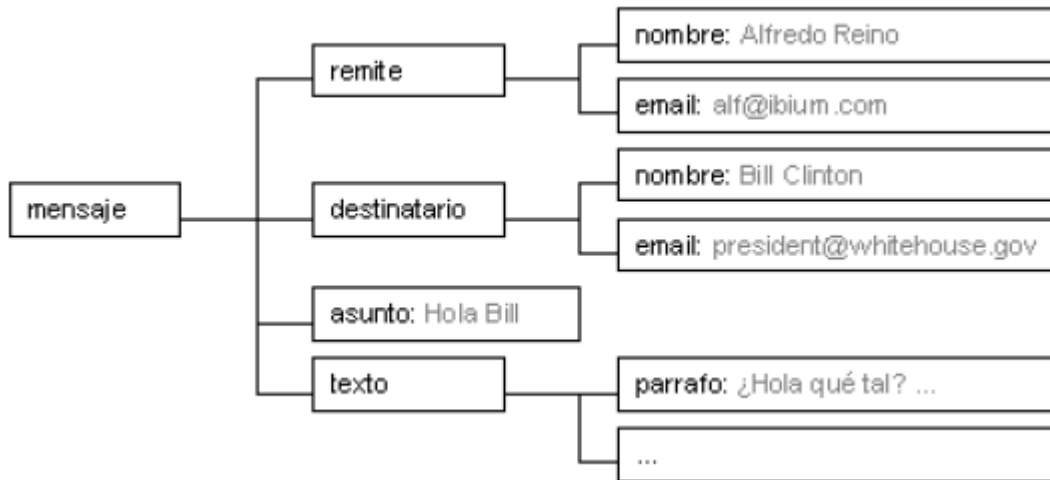 mensaje
remite
nombre: Alfredo Reino
email: alf@ibium.com
destinatario
nombre: Bill Clinton
email: president@whitehouse.gov
asunto: Hola Bill
texto
parrafo: ¿Hola qué tal? ...
...